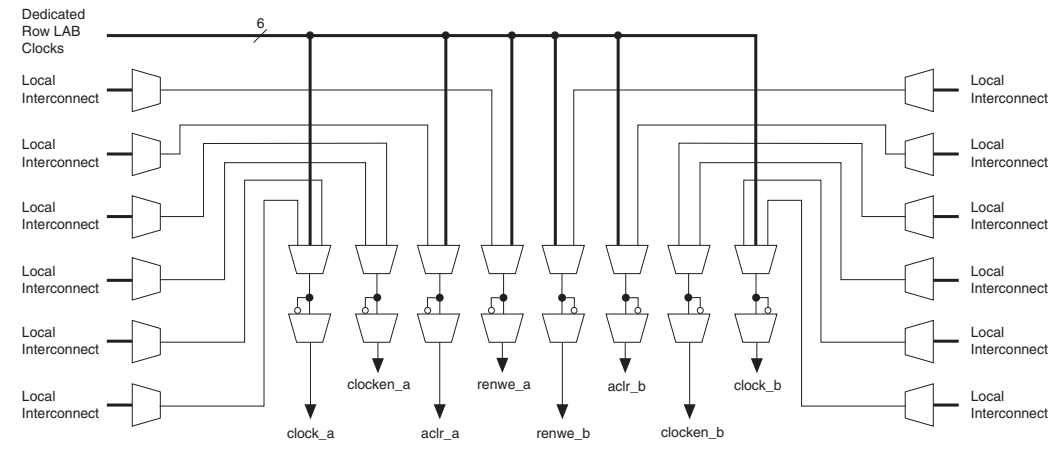 Dedicated
Row LAB
Clocks
6
Local
Interconnect
Local
Interconnect
Local
Interconnect
Local
Interconnect
Local
Interconnect
Local
Interconnect
Local
Interconnect
Local
Interconnect
Local
Interconnect
Local
Interconnect
Local
Interconnect
Local
Interconnect
clocken_a
renwe_a
aclr_b
clock_b
clock_a
aclr_a
renwe_b
clocken_b